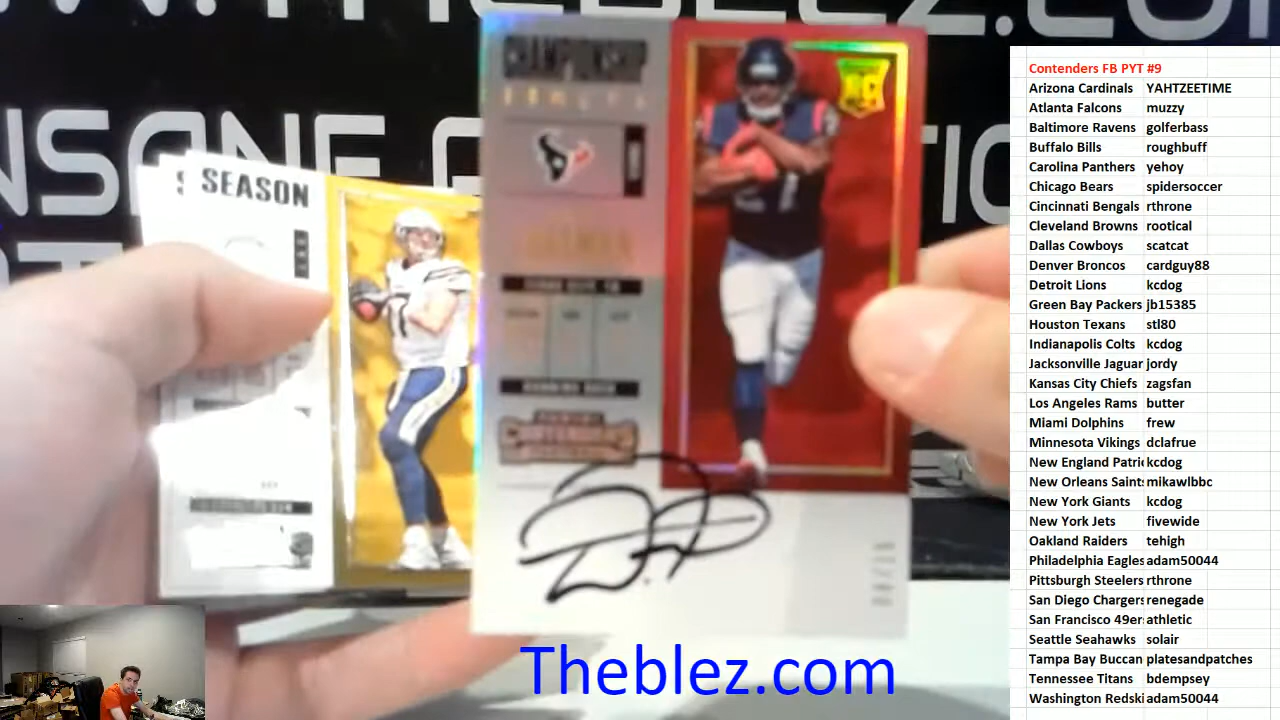 SEASON
CHAMPIONSHIP
RC
PANINI
CONTENDERS
RUNNING BACK
Theblez.com
Contenders FB PYT #9
Arizona Cardinals YAHTZEETIME
Atlanta Falcons muzzy
Baltimore Ravens golferbass
Buffalo Bills roughbuff
Carolina Panthers yehoy
Chicago Bears spidersoccer
Cincinnati Bengals rthrone
Cleveland Browns rootical
Dallas Cowboys scatcat
Denver Broncos cardguy88
Detroit Lions kcdog
Green Bay Packers jb15385
Houston Texans stl80
Indianapolis Colts kcdog
Jacksonville Jaguar jordy
Kansas City Chiefs zagsfan
Los Angeles Rams butter
Miami Dolphins frew
Minnesota Vikings dclafrue
New England Patri kcdog
New Orleans Saints mikawlbbc
New York Giants kcdog
New York Jets fivewide
Oakland Raiders tehigh
Philadelphia Eagles adam50044
Pittsburgh Steelers rthrone
San Diego Chargers renegade
San Francisco 49er athletic
Seattle Seahawks solair
Tampa Bay Buccan platesandpatches
Tennessee Titans bdempsey
Washington Redski adam50044